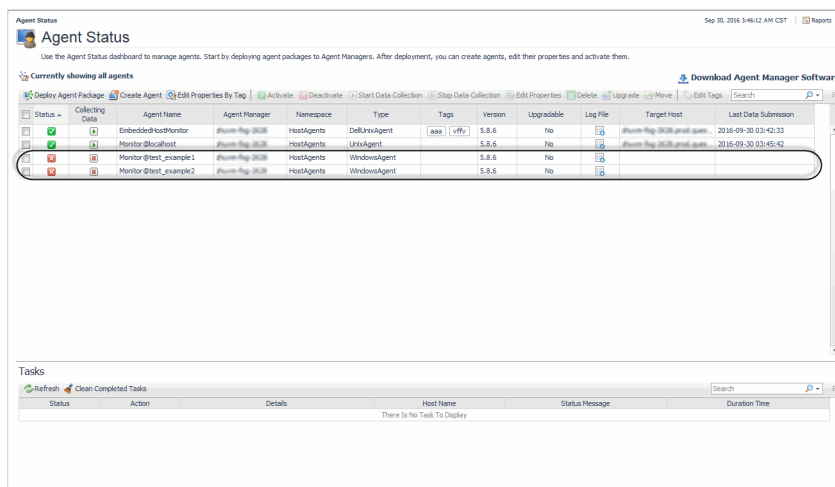 Agent Status
Sep 30, 2016 3:46:12 AM CST | Reports
Agent Status
Use the Agent Status dashboard to manage agents. Start by deploying agent packages to Agent Managers. After deployment, you can create agents, edit their properties and activate them.
Currently showing all agents
Download Agent Manager Softwar
Deploy Agent Package Create Agent Edit Properties By Tag Activate Deactivate Start Data Collection Stop Data Collection Edit Properties Delete Upgrade Move Edit Tags Search
Status Collecting Data Agent Name Agent Manager Namespace Type Tags Version Upgradable Log File Target Host Last Data Submission
EmbeddedHostMonitor HostAgents DellUnixAgent aaa vffv 5.8.6 No 2016-09-30 03:42:33
Monitor@localhost HostAgents UnixAgent 5.8.6 No 2016-09-30 03:45:42
Monitor@test_example1 HostAgents WindowsAgent 5.8.6 No
Monitor@test_example2 HostAgents WindowsAgent 5.8.6 No
Tasks
Refresh Clean Completed Tasks Search
Status Action Details Host Name Status Message Duration Time
There Is No Task To Display